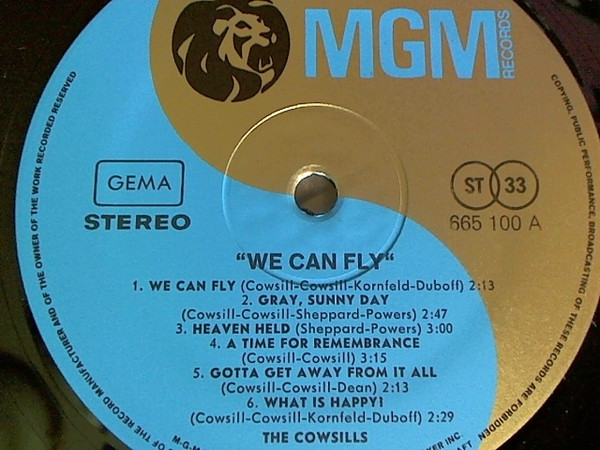 MGM
RECORDS
GEMA
STEREO
ST 33
665 100 A
"WE CAN FLY"
1. WE CAN FLY (Cowsill-Cowsill-Kornfeld-Duboff) 2:13
2. GRAY, SUNNY DAY
(Cowsill-Cowsill-Sheppard-Powers) 2:47
3. HEAVEN HELD (Sheppard-Powers) 3:00
4. A TIME FOR REMEMBRANCE
(Cowsill-Cowsill) 3:15
5. GOTTA GET AWAY FROM IT ALL
(Cowsill-Cowsill-Dean) 2:13
6. WHAT IS HAPPY?
(Cowsill-Cowsill-Kornfeld-Duboff) 2:29
THE COWSILLS
OF THE RECORD MANUFACTURER AND OF THE OWNER OF THE WORK RECORDED RESERVED
COPYING, PUBLIC PERFORMANCE, BROADCASTING OF THESE RECORDS ARE FORBIDDEN
INC.